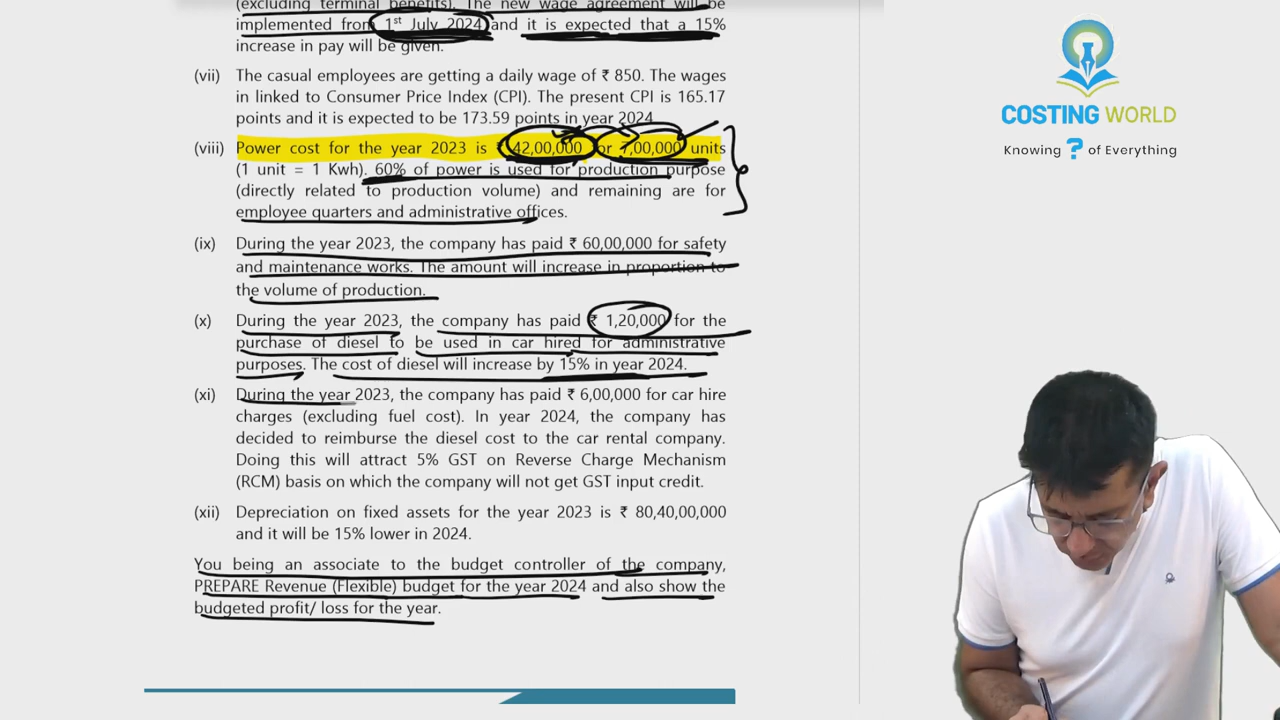 (excluding terminal benefits). The new wage agreement will be
implemented from 1st July 2024 and it is expected that a 15%
increase in pay will be given.
(vii) The casual employees are getting a daily wage of ₹ 850. The wages
in linked to Consumer Price Index (CPI). The present CPI is 165.17
points and it is expected to be 173.59 points in year 2024.
(viii) Power cost for the year 2023 is ₹ 42,00,000 for 7,00,000 units
(1 unit = 1 Kwh). 60% of power is used for production purpose
(directly related to production volume) and remaining are for
employee quarters and administrative offices.
(ix) During the year 2023, the company has paid ₹ 60,00,000 for safety
and maintenance works. The amount will increase in proportion to
the volume of production.
(x) During the year 2023, the company has paid ₹ 1,20,000 for the
purchase of diesel to be used in car hired for administrative
purposes. The cost of diesel will increase by 15% in year 2024.
(xi) During the year 2023, the company has paid ₹ 6,00,000 for car hire
charges (excluding fuel cost). In year 2024, the company has
decided to reimburse the diesel cost to the car rental company.
Doing this will attract 5% GST on Reverse Charge Mechanism
(RCM) basis on which the company will not get GST input credit.
(xii) Depreciation on fixed assets for the year 2023 is ₹ 80,40,00,000
and it will be 15% lower in 2024.
You being an associate to the budget controller of the company,
PREPARE Revenue (Flexible) budget for the year 2024 and also show the
budgeted profit/ loss for the year.
COSTING WORLD
Knowing ? of Everything